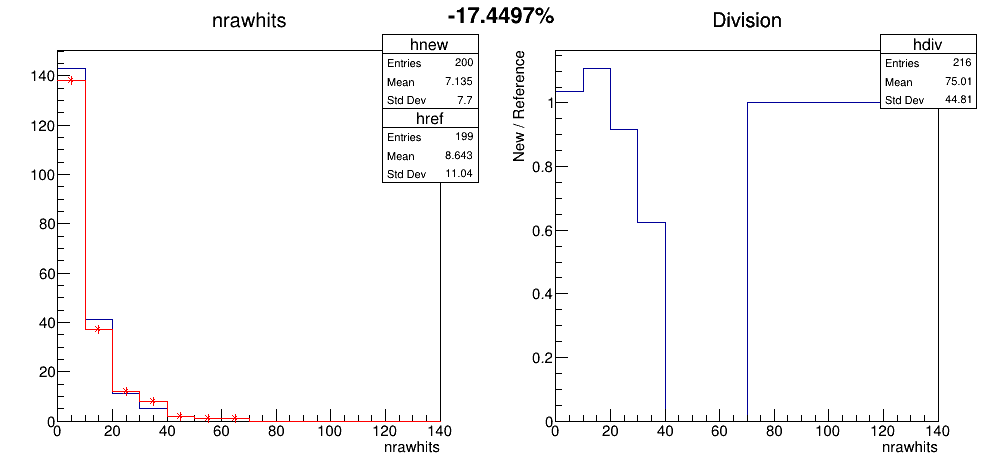 -17.4497%
nrawhits
hnew
Entries 200
Mean 7.135
Std Dev 7.7
href
Entries 199
Mean 8.643
Std Dev 11.04
140
120
100
80
60
40
20
0
0 20 40 60 80 100 120 140
nrawhits
Division
hdiv
Entries 216
Mean 75.01
Std Dev 44.81
New / Reference
1
0.8
0.6
0.4
0.2
0
0 20 40 60 80 100 120 140
nrawhits